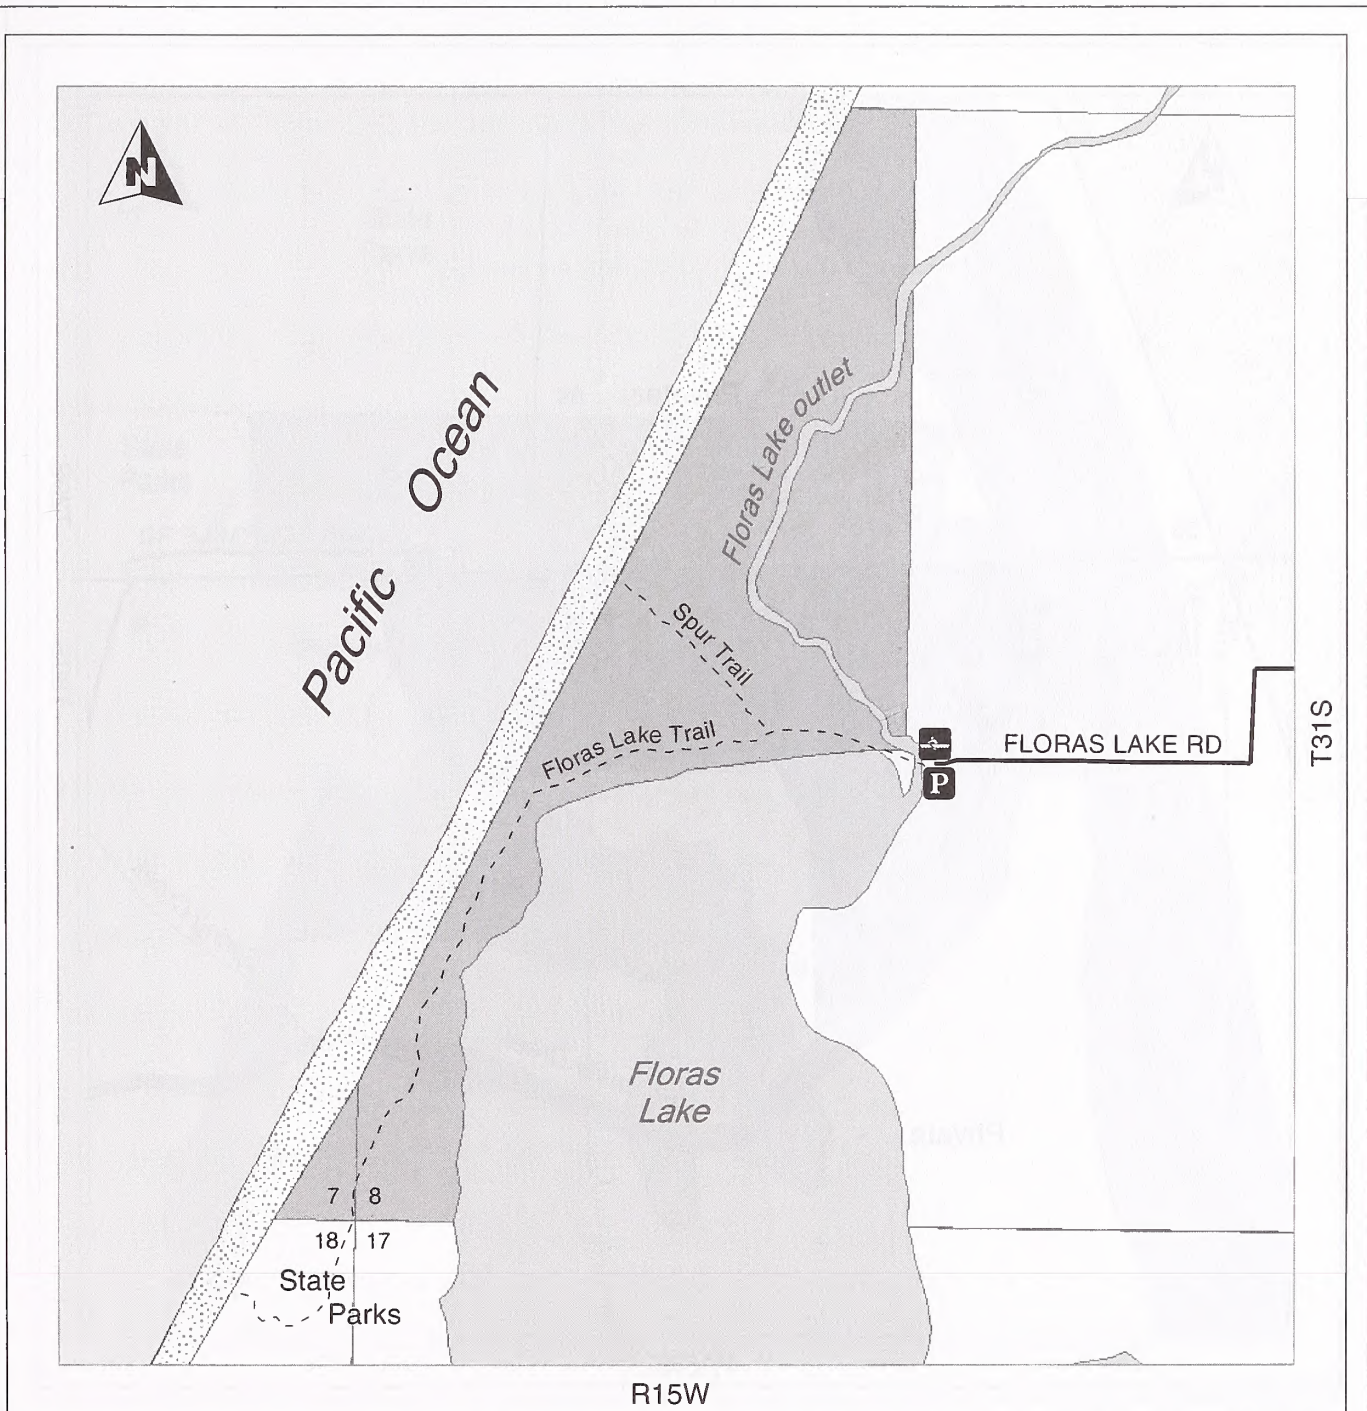 N
Pacific Ocean
Floras Lake outlet
Spur Trail
Floras Lake Trail
FLORAS LAKE RD
P
T31S
Floras
Lake
7 8
18 17
State
Parks
R15W